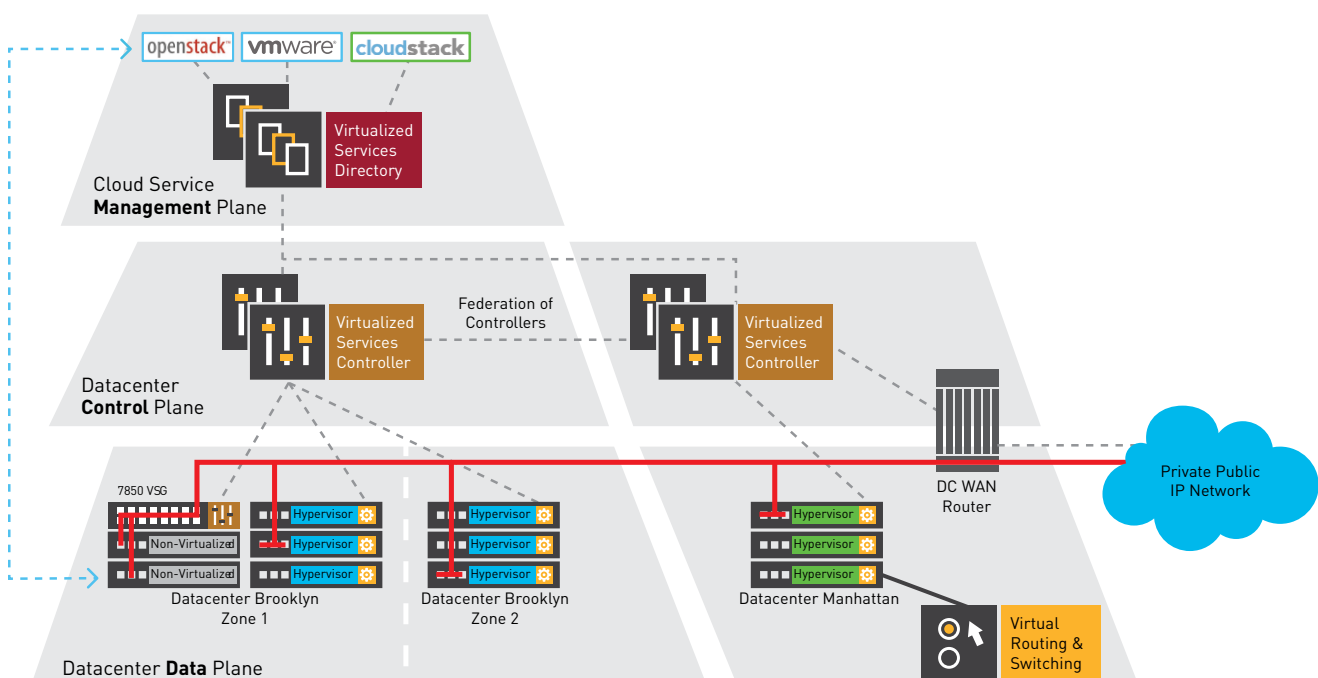 openstack™
vmware®
cloudstack
Virtualized
Services
Directory
Cloud Service
Management Plane
Virtualized
Services
Controller
Federation of
Controllers
Virtualized
Services
Controller
Datacenter
Control Plane
7850 VSG
Non-Virtualized
Non-Virtualized
Hypervisor
Hypervisor
Hypervisor
Datacenter Brooklyn
Zone 1
Hypervisor
Hypervisor
Hypervisor
Datacenter Brooklyn
Zone 2
Hypervisor
Hypervisor
Hypervisor
Datacenter Manhattan
DC WAN
Router
Private Public
IP Network
Virtual
Routing &
Switching
Datacenter Data Plane